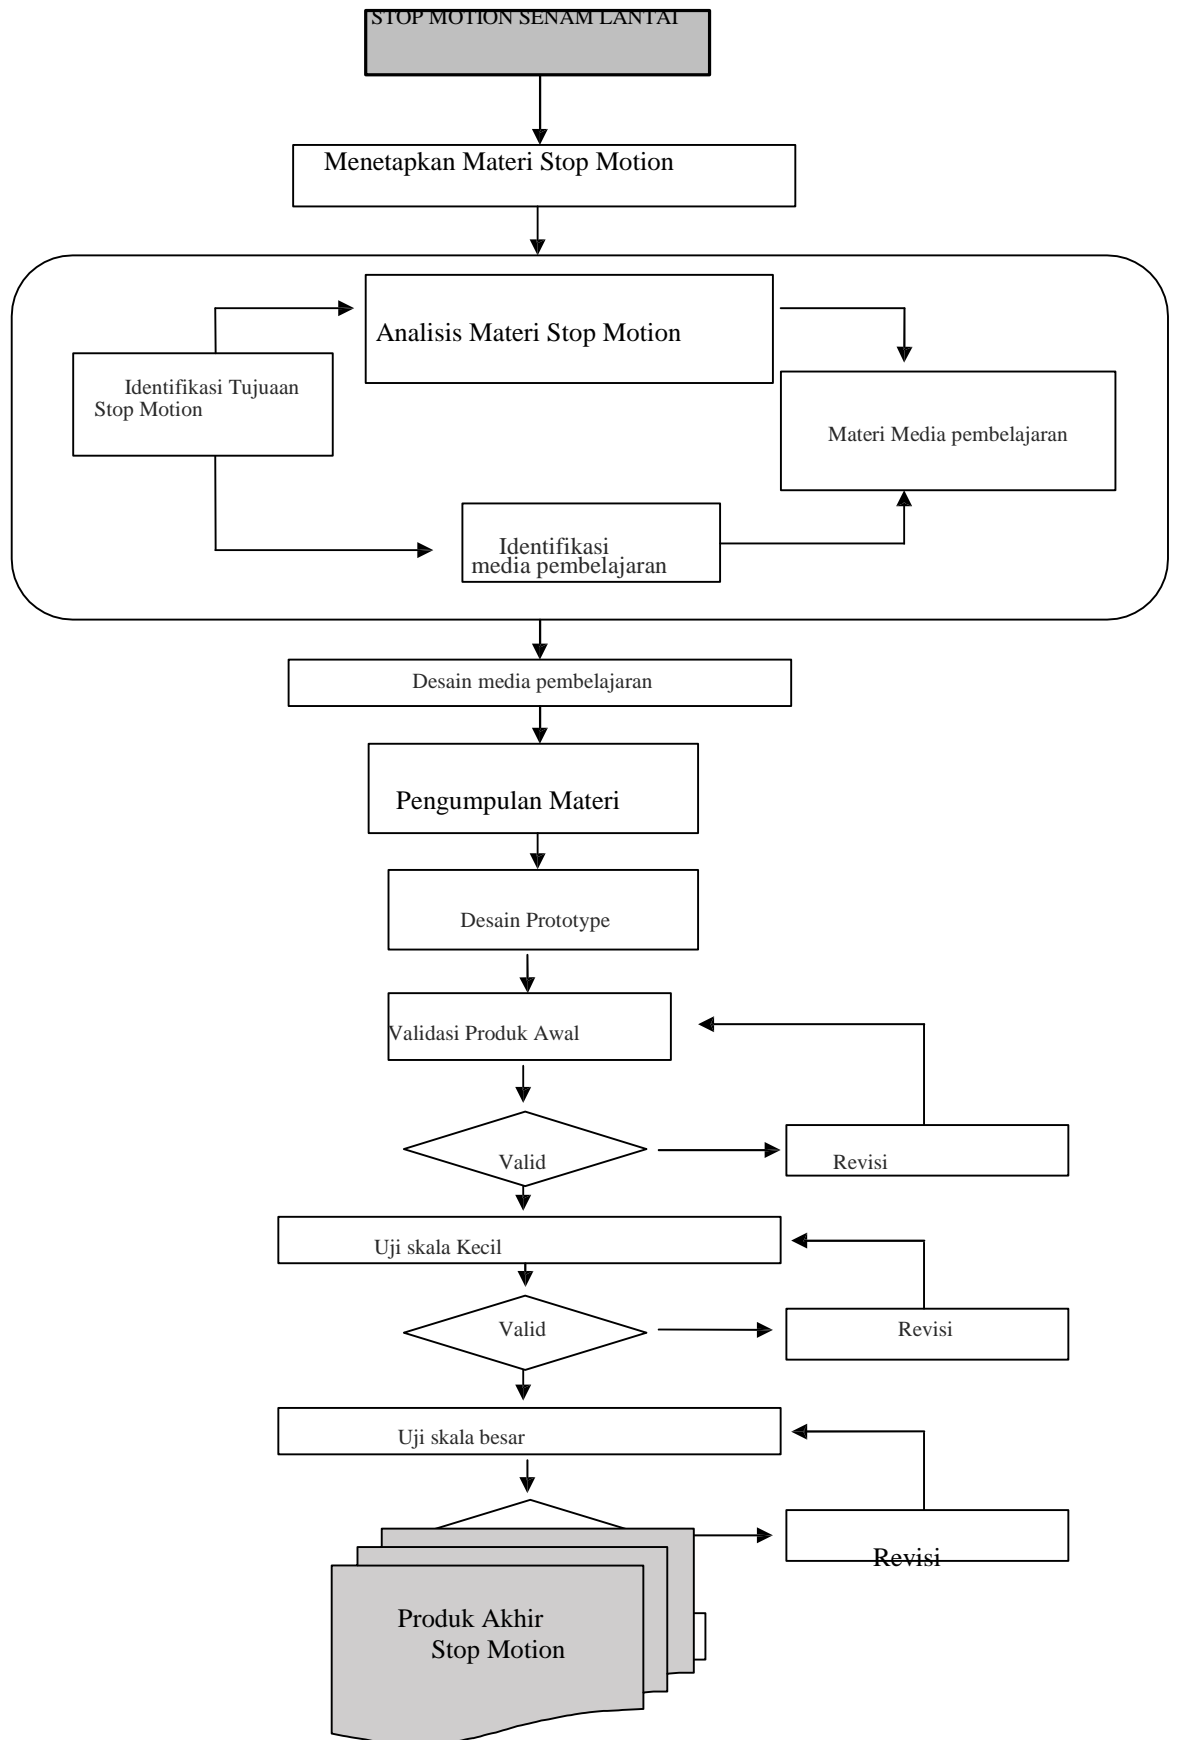 STOP MOTION SENAM LANTAI
Menetapkan Materi Stop Motion
Analisis Materi Stop Motion
Identifikasi Tujuaan
Stop Motion
Materi Media pembelajaran
Identifikasi
media pembelajaran
Desain media pembelajaran
Pengumpulan Materi
Desain Prototype
Validasi Produk Awal
Valid
Revisi
Uji skala Kecil
Valid
Revisi
Uji skala besar
Revisi
Produk Akhir
Stop Motion